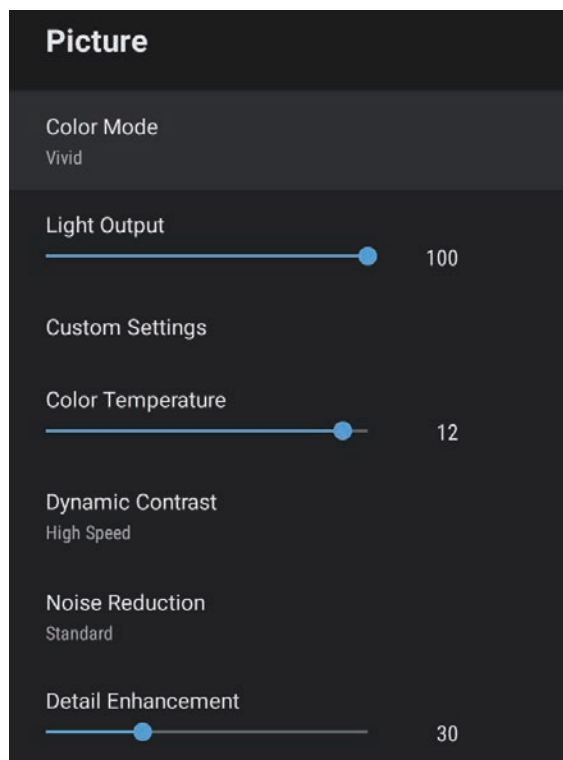 Picture
Color Mode
Vivid
Light Output
100
Custom Settings
Color Temperature
12
Dynamic Contrast
High Speed
Noise Reduction
Standard
Detail Enhancement
30